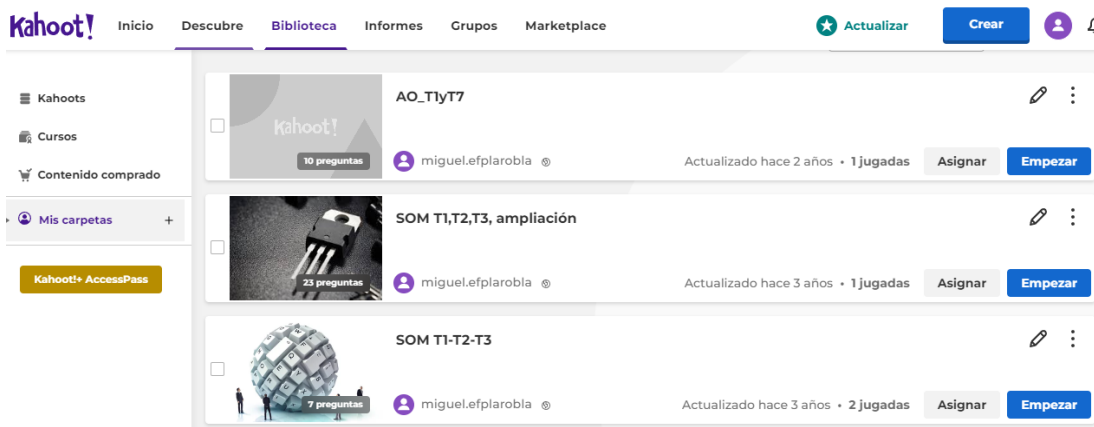 Kahoot!
Inicio
Descubre
Biblioteca
Informes
Grupos
Marketplace
Actualizar
Crear
Kahoots
Cursos
Contenido comprado
Mis carpetas
+
Kahoot!+ AccessPass
AO_T1yT7
Kahoot!
10 preguntas
miguel.efplarobla
Actualizado hace 2 años • 1 jugadas
Asignar
Empezar
SOM T1,T2,T3, ampliación
23 preguntas
miguel.efplarobla
Actualizado hace 3 años • 1 jugadas
Asignar
Empezar
SOM T1-T2-T3
7 preguntas
miguel.efplarobla
Actualizado hace 3 años • 2 jugadas
Asignar
Empezar